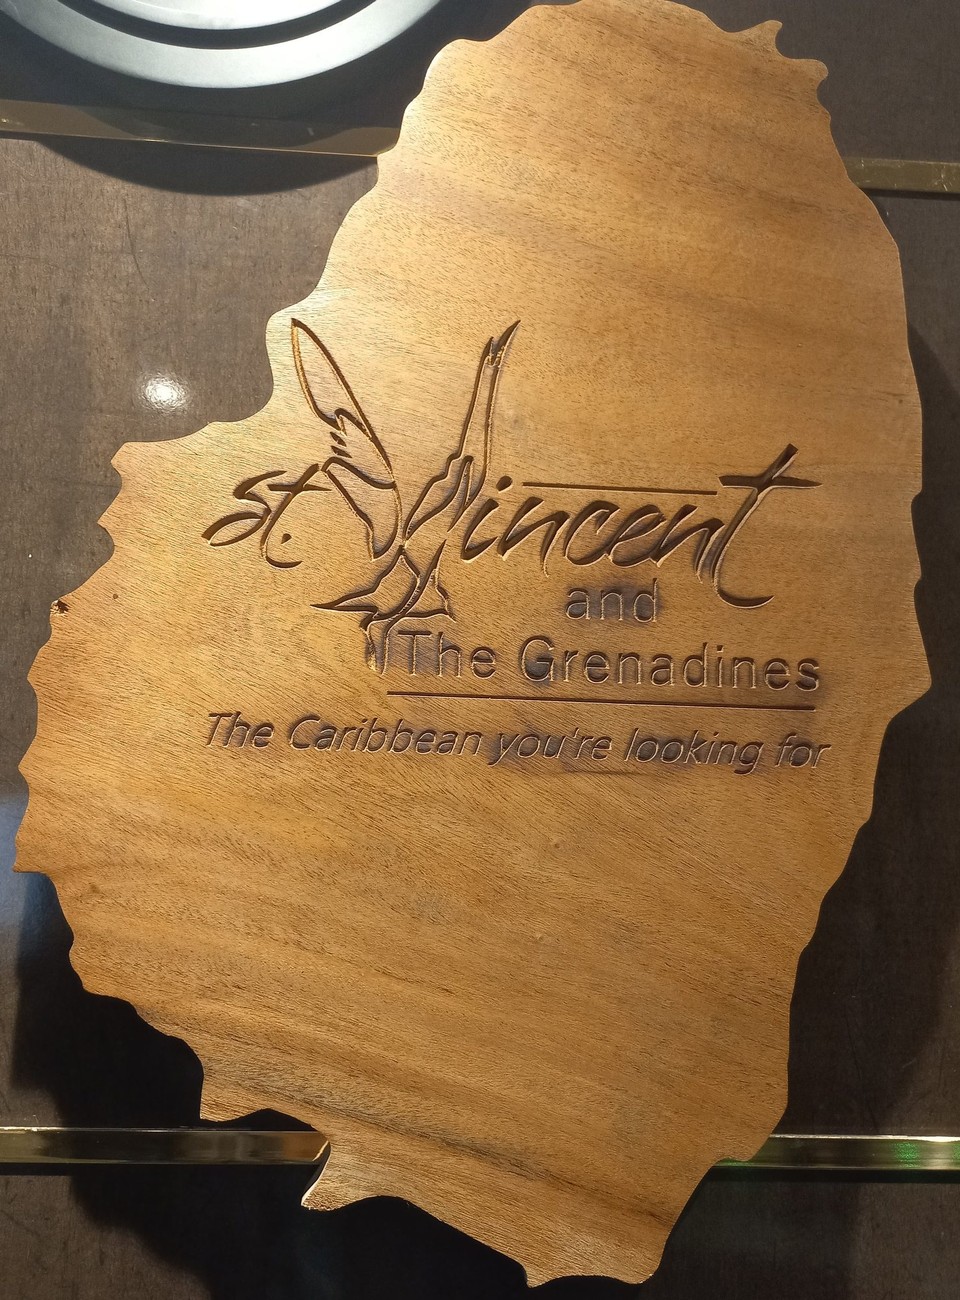 st. Vincent
and
The Grenadines
The Caribbean you're looking for